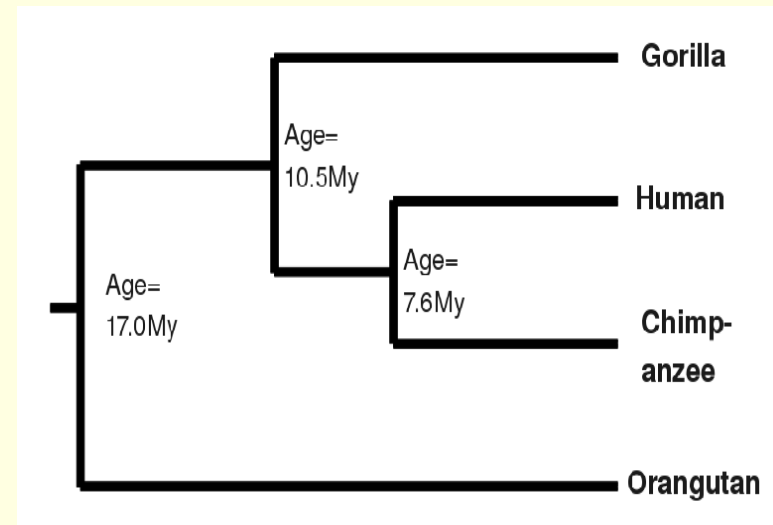 Gorilla
Age=
10.5My
Human
Age=
7.6My
Age=
17.0My
Chimp-
anzee
Orangutan